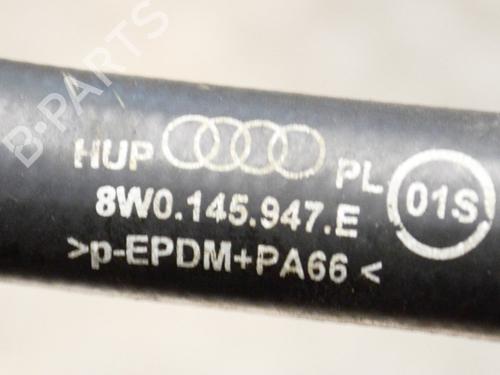 B-PARTS
HUP PL 01S
8W0.145.947.E
>p-EPDM+PA66<